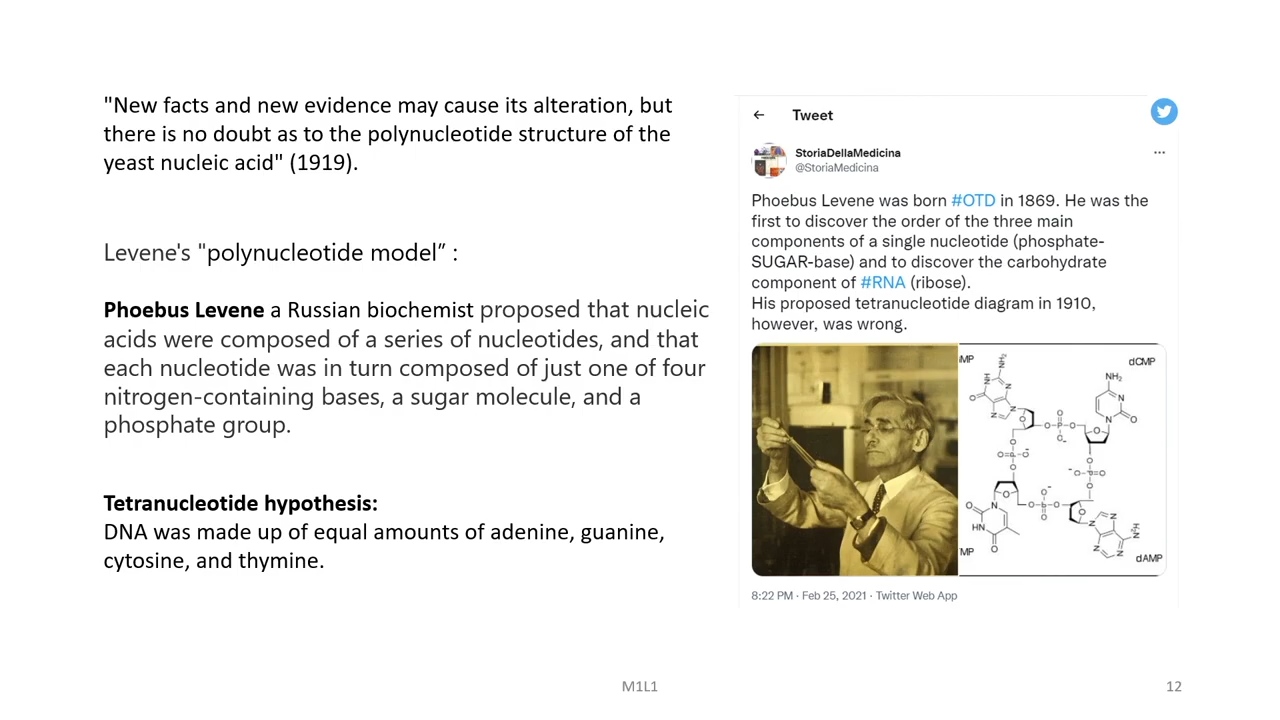 "New facts and new evidence may cause its alteration, but
there is no doubt as to the polynucleotide structure of the
yeast nucleic acid" (1919).
Levene's "polynucleotide model” :
Phoebus Levene a Russian biochemist proposed that nucleic
acids were composed of a series of nucleotides, and that
each nucleotide was in turn composed of just one of four
nitrogen-containing bases, a sugar molecule, and a
phosphate group.
Tetranucleotide hypothesis:
DNA was made up of equal amounts of adenine, guanine,
cytosine, and thymine.
Tweet
StoriaDellaMedicina
@StoriaMedicina
Phoebus Levene was born #OTD in 1869. He was the
first to discover the order of the three main
components of a single nucleotide (phosphate-
SUGAR-base) and to discover the carbohydrate
component of #RNA (ribose).
His proposed tetranucleotide diagram in 1910,
however, was wrong.
MP
dCMP
NH₂
MP
dAMP
8:22 PM · Feb 25, 2021 · Twitter Web App
M1L1
12